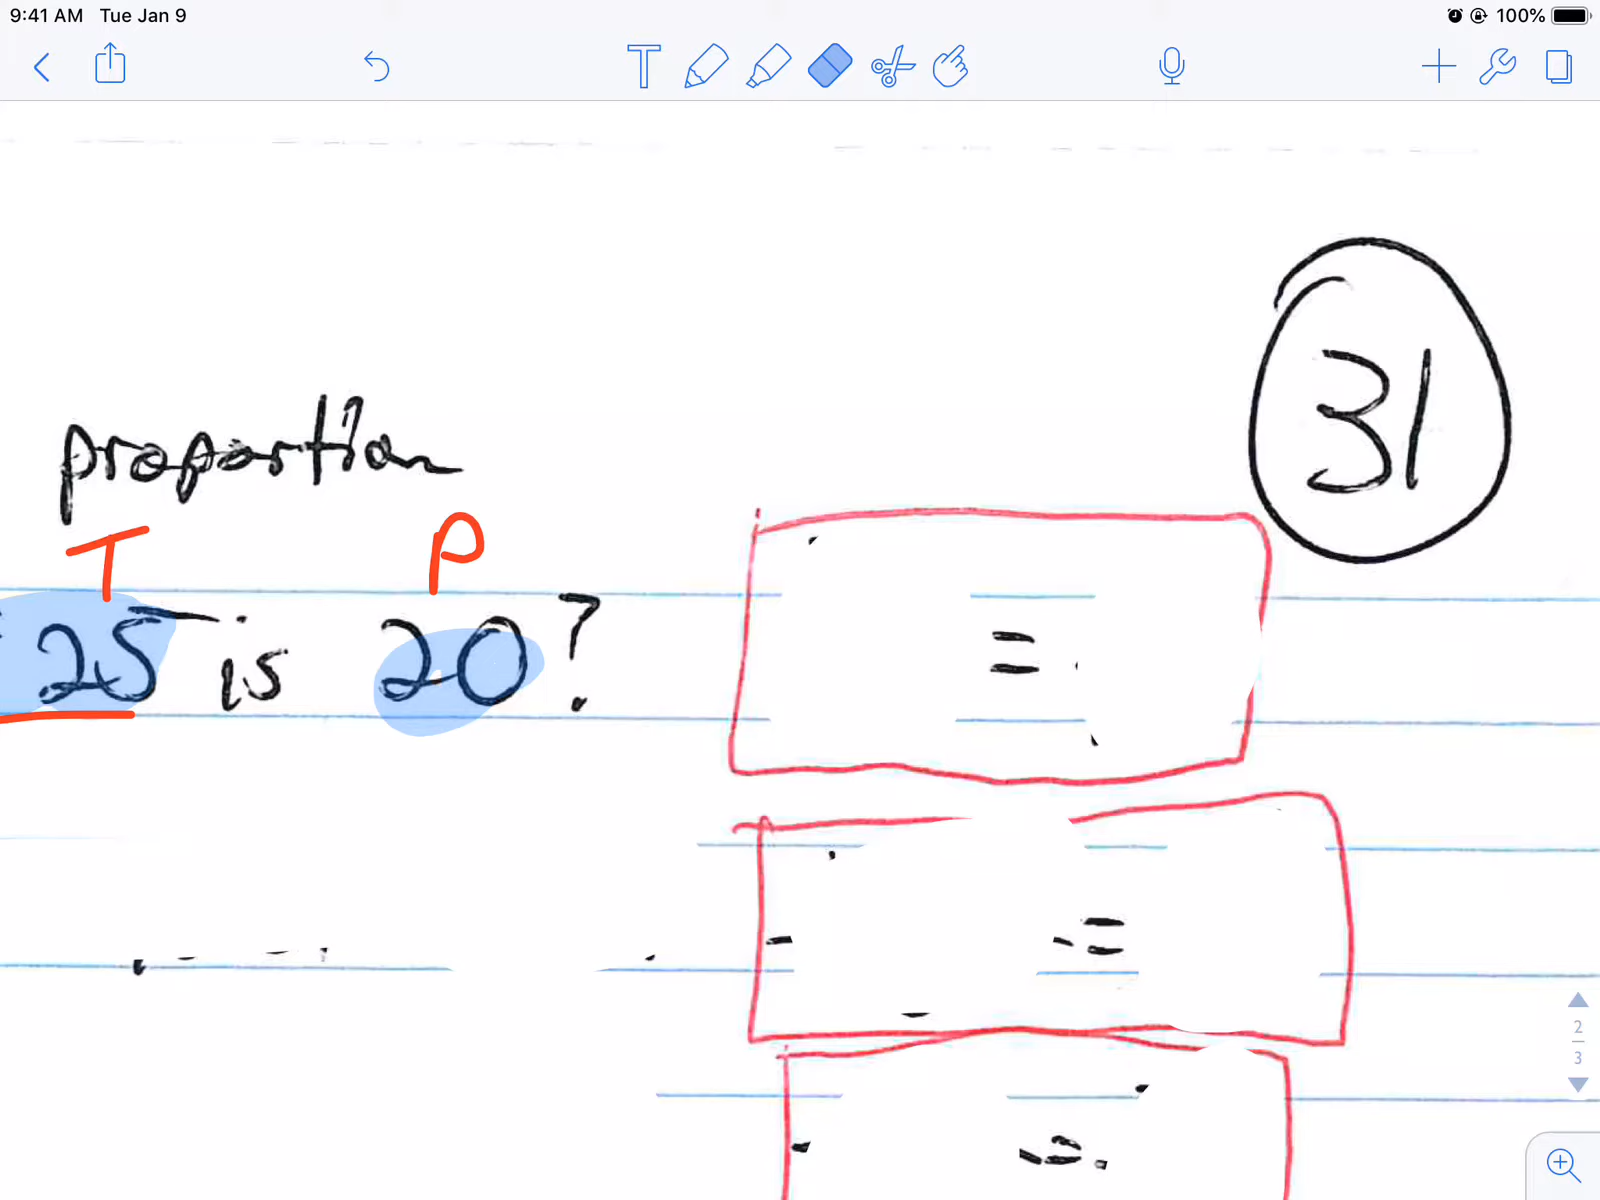 9:41 AM Tue Jan 9
100%
T
31
proportion
T P
25 is 20?
=
=
=
2
3